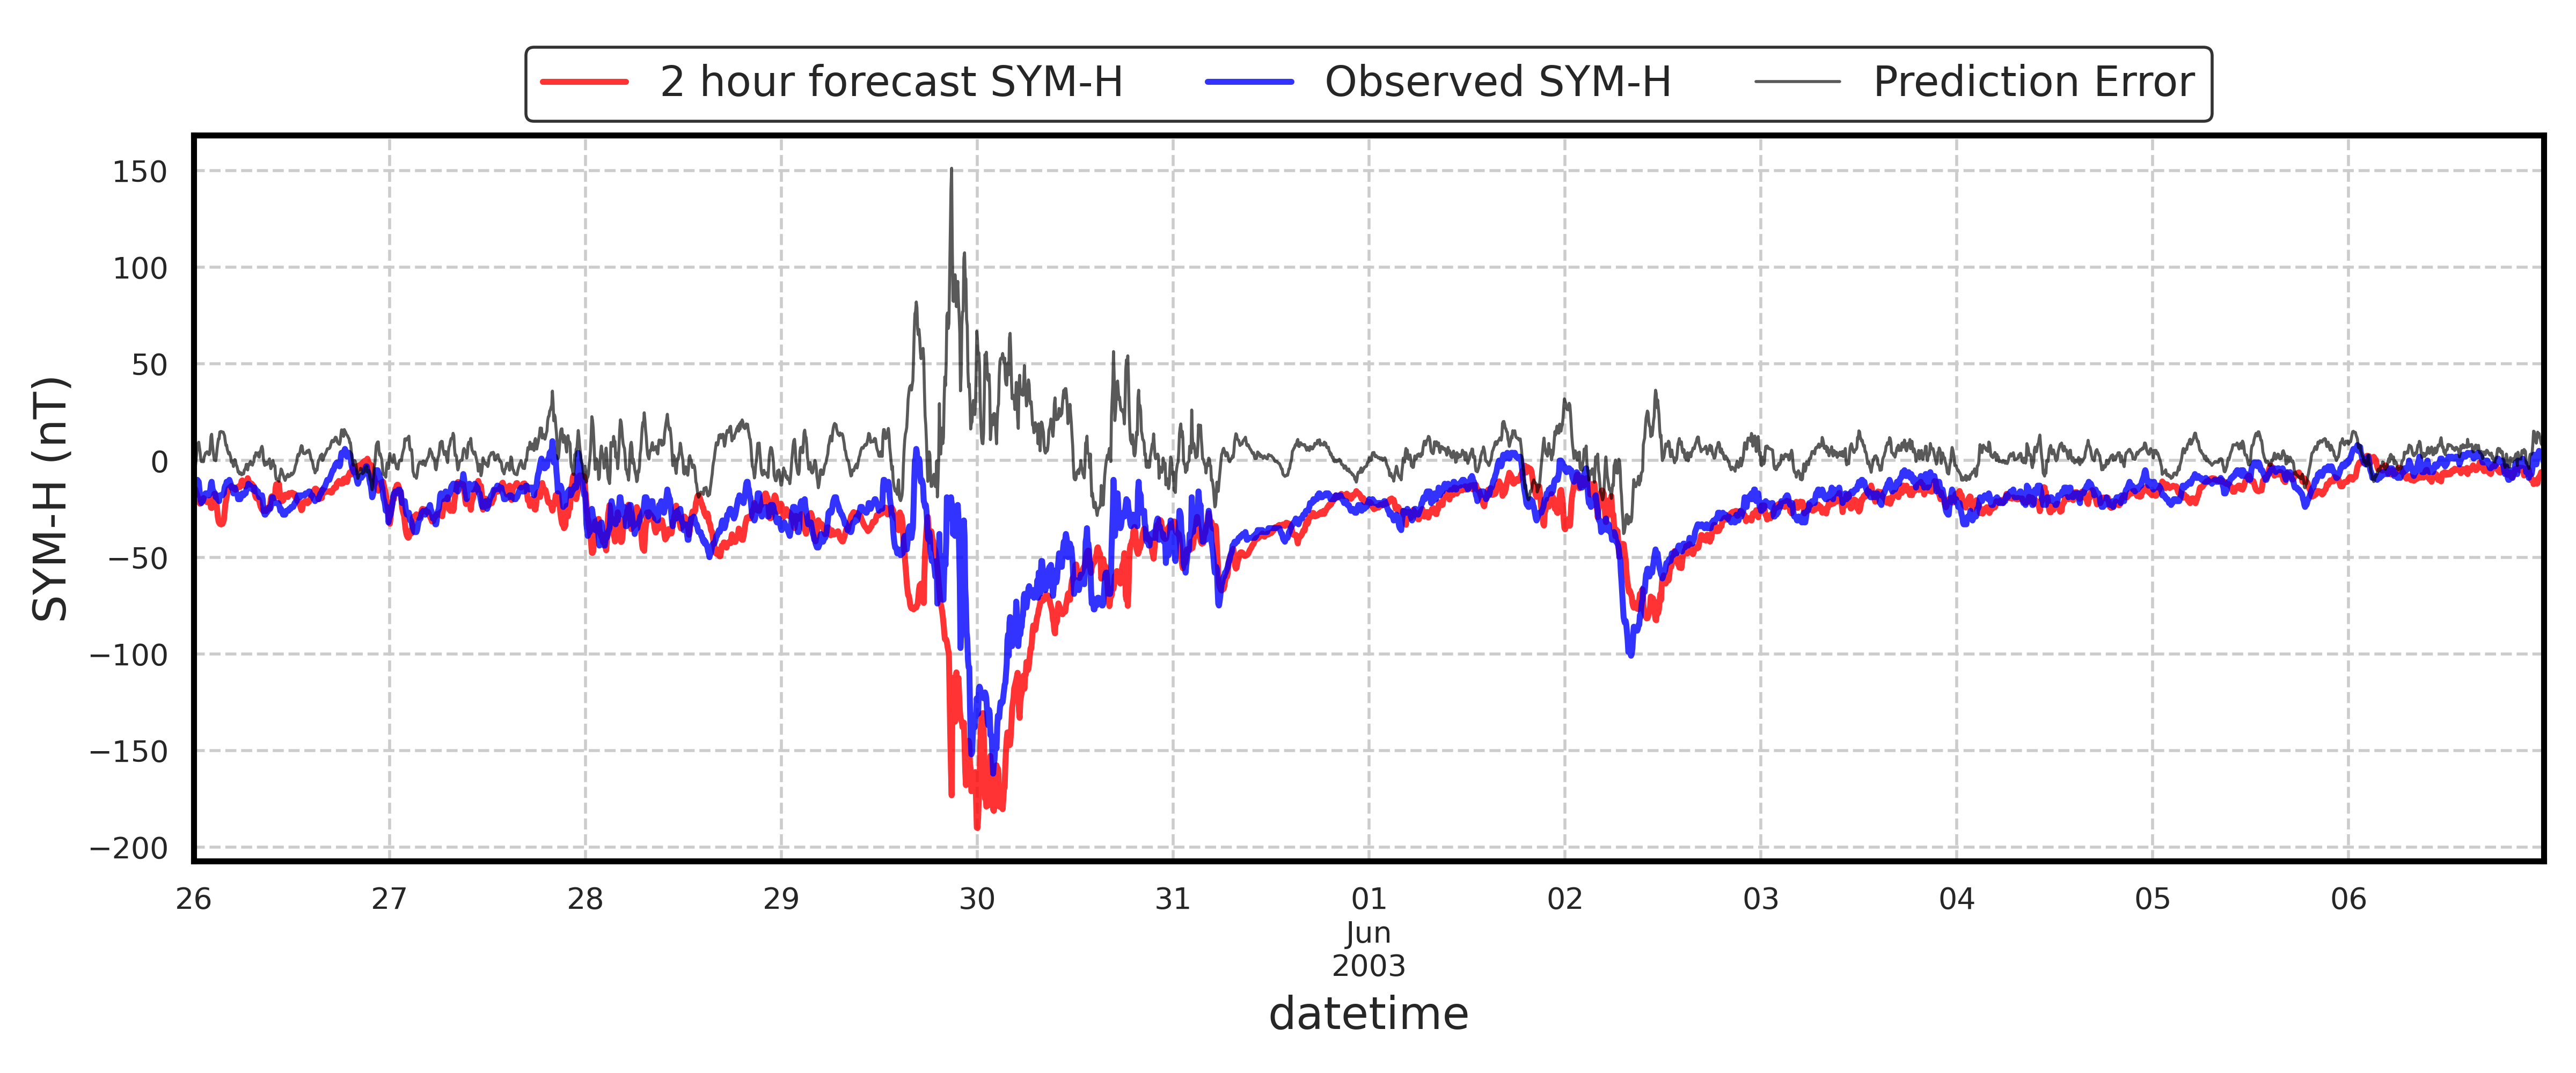 2 hour forecast SYM-H Observed SYM-H Prediction Error
SYM-H (nT)
150
100
50
0
−50
−100
−150
−200
26 27 28 29 30 31 01 02 03 04 05 06
Jun
2003
datetime